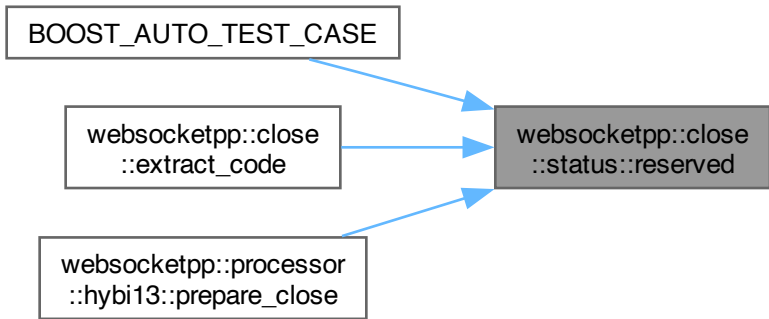 BOOST_AUTO_TEST_CASE
websocketpp::close
::extract_code
websocketpp::close
::status::reserved
websocketpp::processor
::hybi13::prepare_close